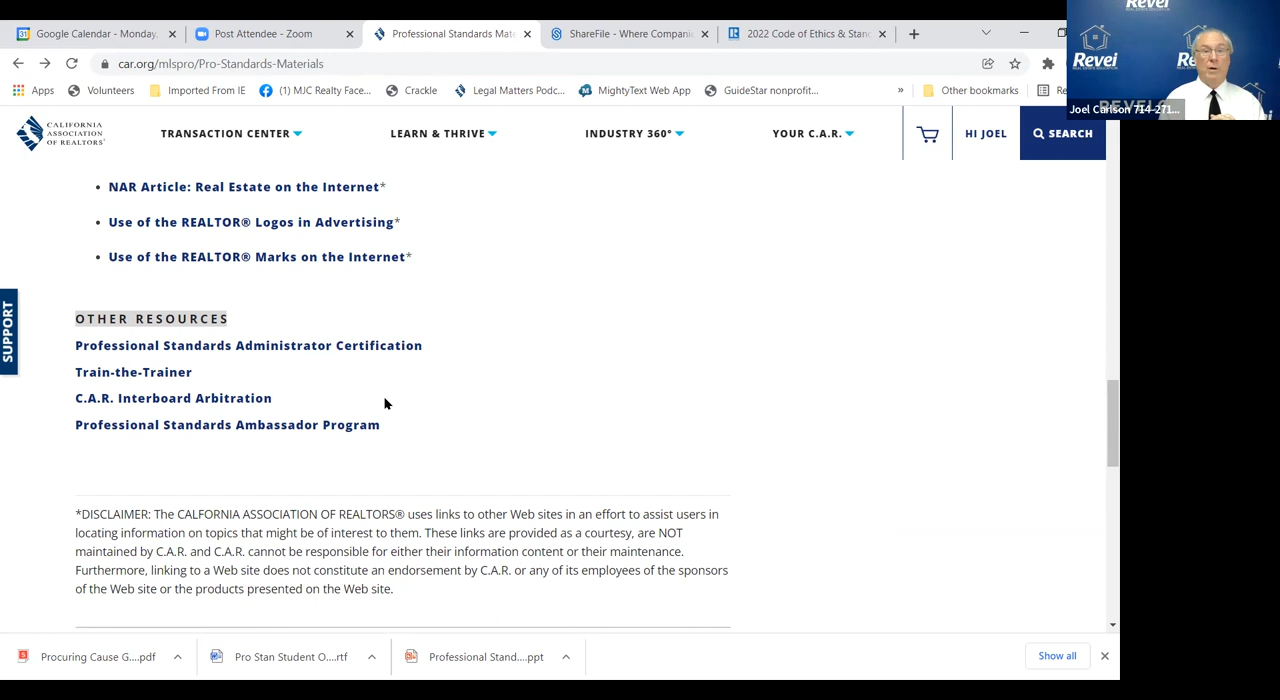 Google Calendar - Monday,
Post Attendee - Zoom
Professional Standards Mate
ShareFile - Where Companie
2022 Code of Ethics & Stand
car.org/mlspro/Pro-Standards-Materials
Apps
Volunteers
Imported From IE
(1) MJC Realty Face...
Crackle
Legal Matters Podc...
MightyText Web App
GuideStar nonprofit...
»
Other bookmarks
Re
Revei
Revei
Joel Carlson 714-271...
CALIFORNIA
ASSOCIATION
OF REALTORS®
TRANSACTION CENTER
LEARN & THRIVE
INDUSTRY 360°
YOUR C.A.R.
HI JOEL
SEARCH
• NAR Article: Real Estate on the Internet*
• Use of the REALTOR® Logos in Advertising*
• Use of the REALTOR® Marks on the Internet*
SUPPORT
OTHER RESOURCES
Professional Standards Administrator Certification
Train-the-Trainer
C.A.R. Interboard Arbitration
Professional Standards Ambassador Program
*DISCLAIMER: The CALFORNIA ASSOCIATION OF REALTORS® uses links to other Web sites in an effort to assist users in
locating information on topics that might be of interest to them. These links are provided as a courtesy, are NOT
maintained by C.A.R. and C.A.R. cannot be responsible for either their information content or their maintenance.
Furthermore, linking to a Web site does not constitute an endorsement by C.A.R. or any of its employees of the sponsors
of the Web site or the products presented on the Web site.
Procuring Cause G....pdf
Pro Stan Student O....rtf
Professional Stand....ppt
Show all